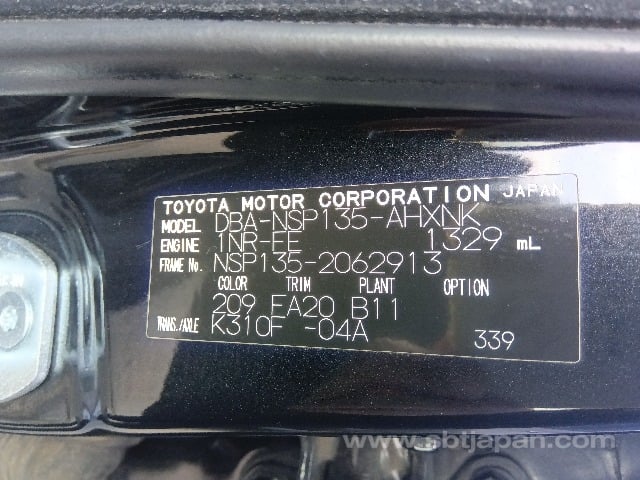 TOYOTA MOTOR CORPORATION JAPAN
MODEL DBA-NSP135-AHXNK
ENGINE 1NR-FE 1329 mL
FRAME No. NSP135-2062913
COLOR TRIM PLANT OPTION
209 FA20 B11
TRANS./AXLE K310F -04A 339
www.sbtjapan.com